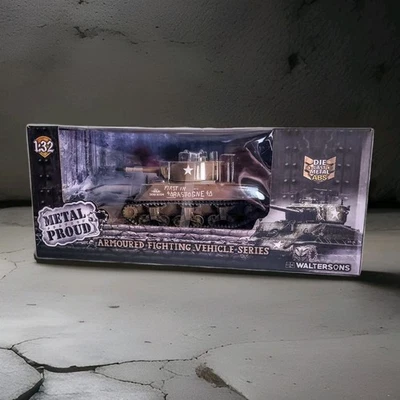 1:32
DIE
CAST
METAL
ABS
FIRST IN
BASTOGNE
METAL
PROUD
ARMOURED FIGHTING VEHICLE SERIES
WALTERSONS